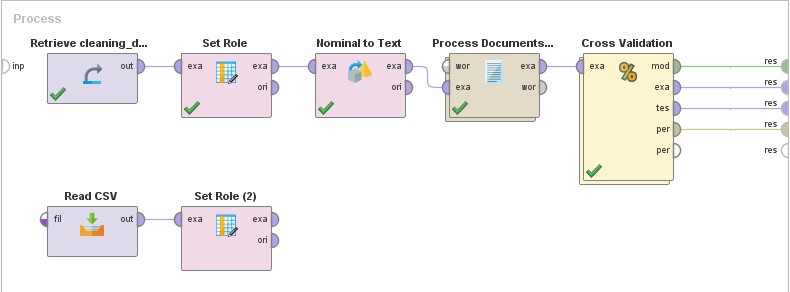 Process
Retrieve cleaning_d... Set Role Nominal to Text Process Documents... Cross Validation
inp out exa exa exa exa wor exa exa mod res
ori ori exa wor exa res
tes res
per res
per res
Read CSV Set Role (2)
fil out exa exa
ori